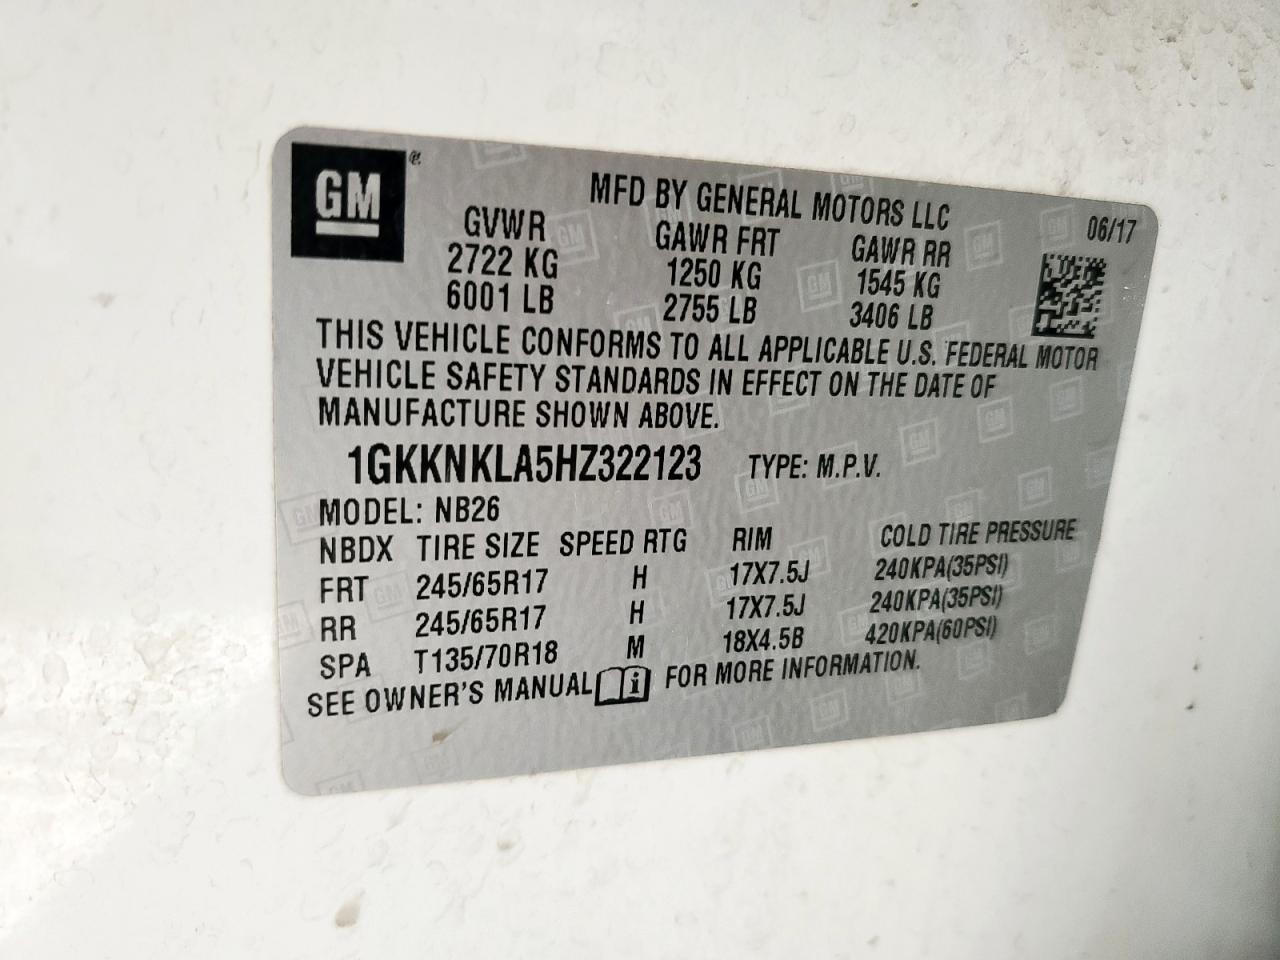 GM
MFD BY GENERAL MOTORS LLC
06/17
GVWR GAWR FRT GAWR RR
2722 KG 1250 KG 1545 KG
6001 LB 2755 LB 3406 LB
THIS VEHICLE CONFORMS TO ALL APPLICABLE U.S. FEDERAL MOTOR
VEHICLE SAFETY STANDARDS IN EFFECT ON THE DATE OF
MANUFACTURE SHOWN ABOVE.
1GKKNKLA5HZ322123 TYPE: M.P.V.
MODEL: NB26
NBDX TIRE SIZE SPEED RTG RIM COLD TIRE PRESSURE
FRT 245/65R17 H 17X7.5J 240KPA(35PSI)
RR 245/65R17 H 17X7.5J 240KPA(35PSI)
SPA T135/70R18 M 18X4.5B 420KPA(60PSI)
SEE OWNER'S MANUAL i FOR MORE INFORMATION.